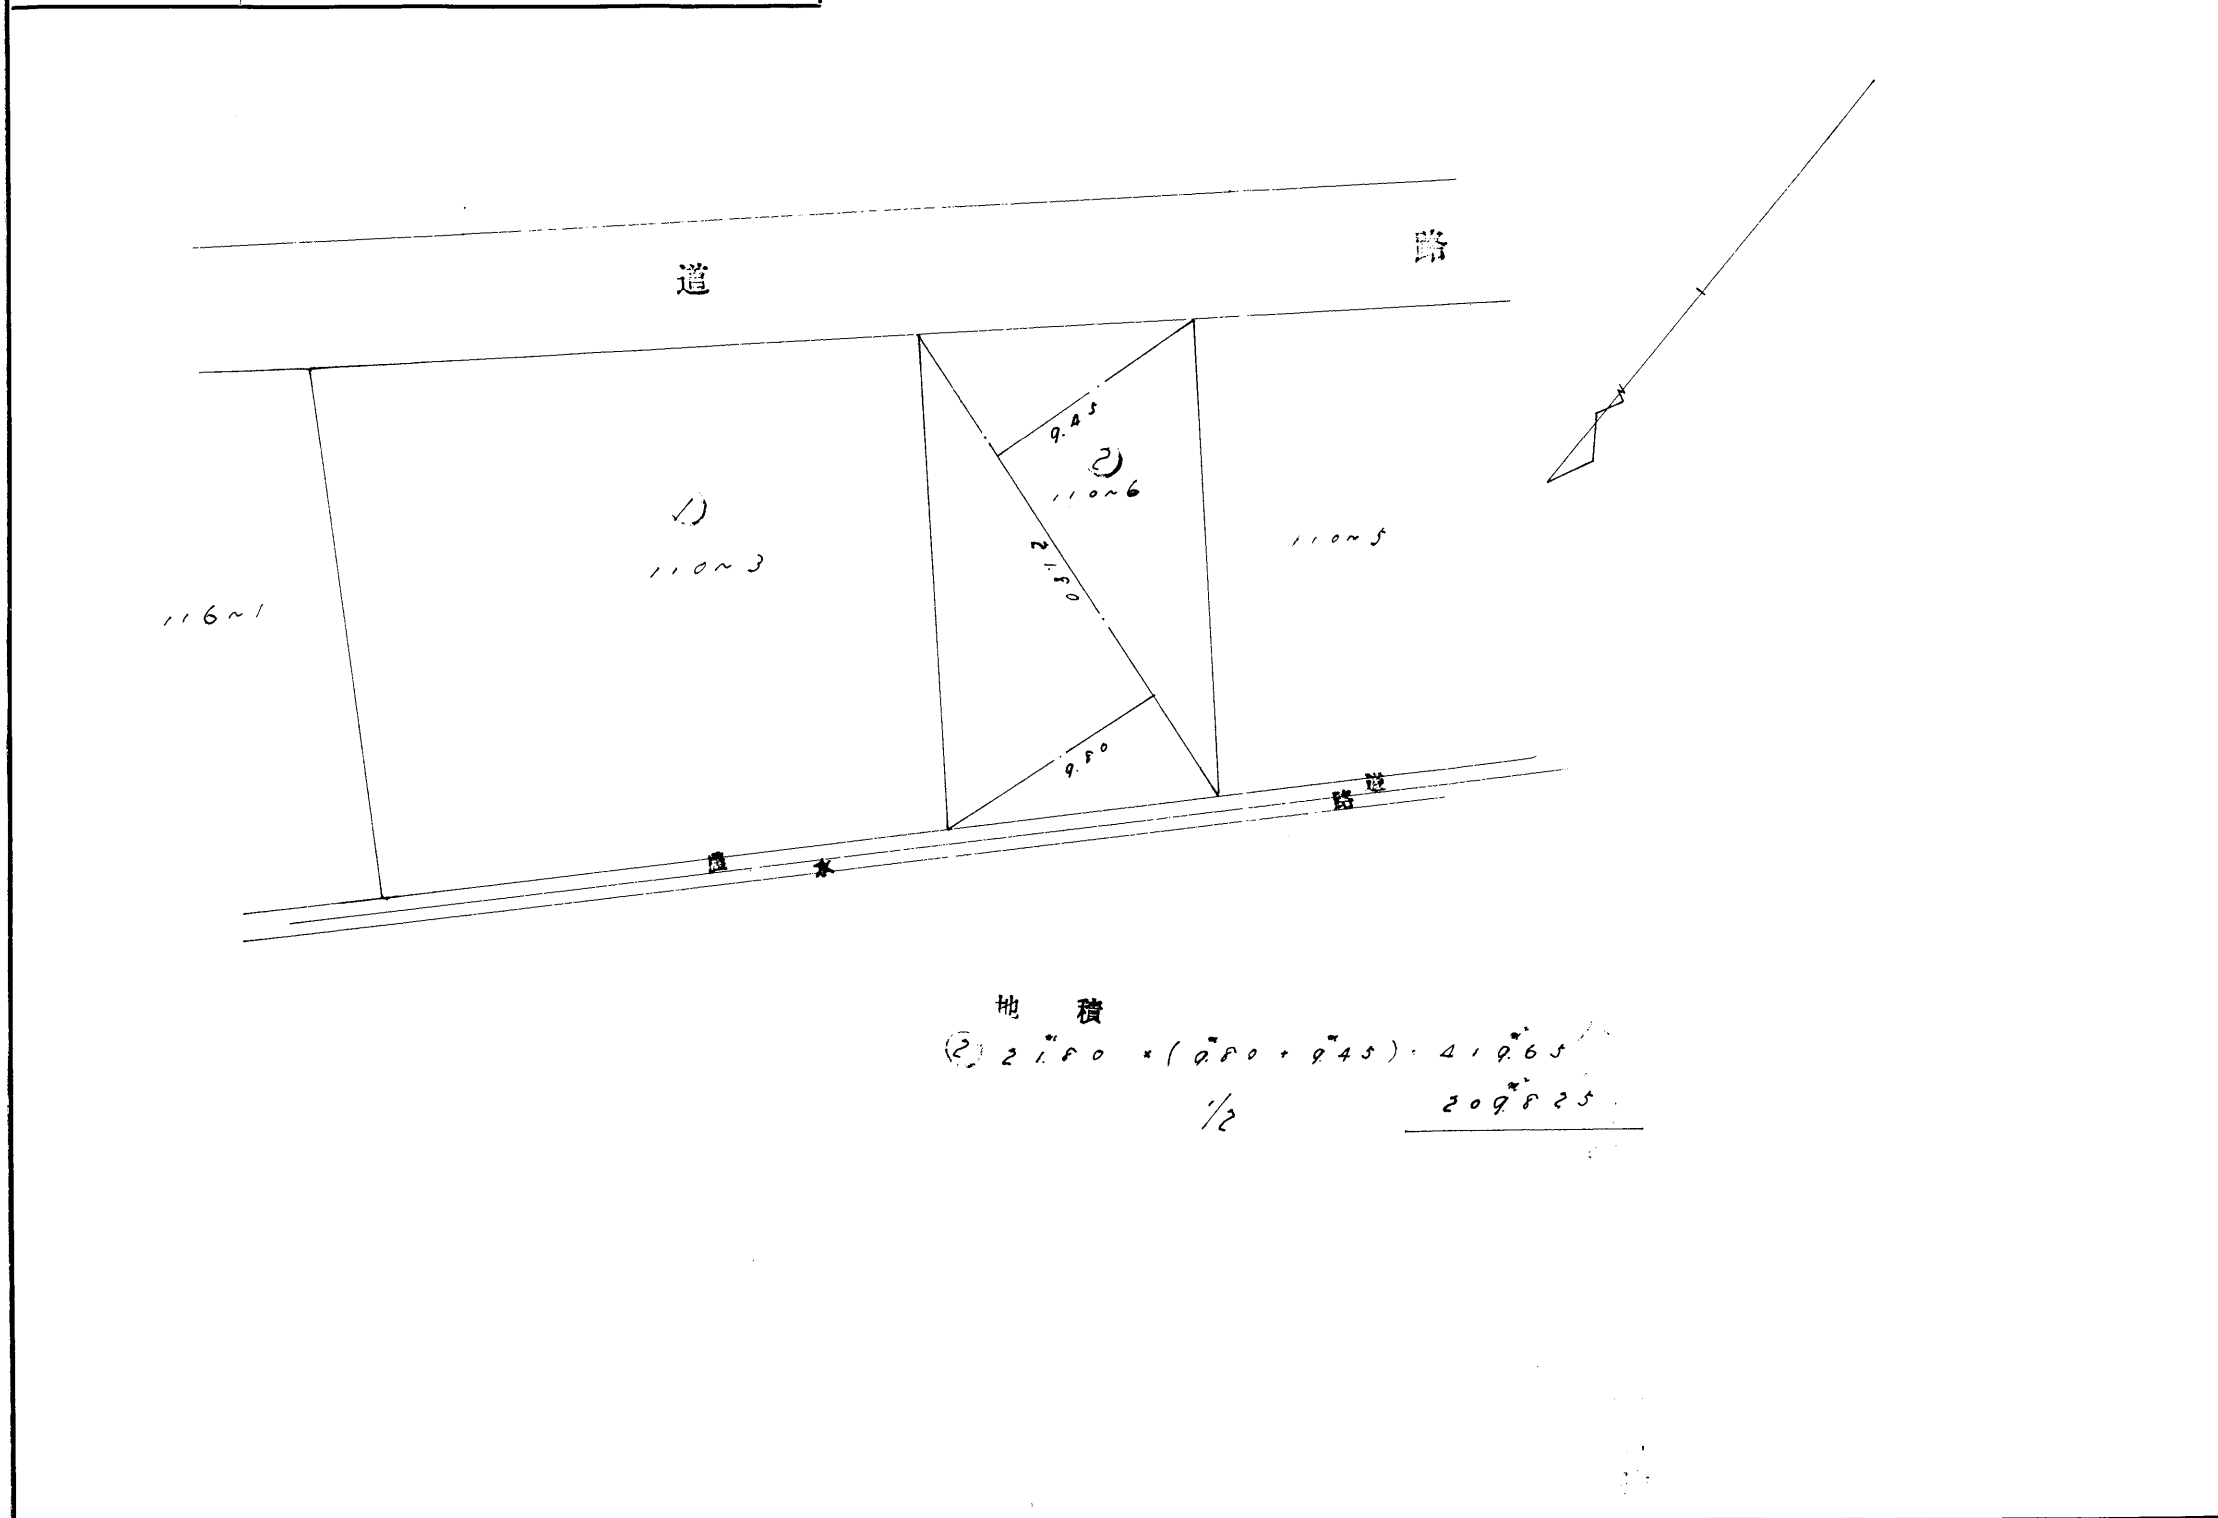 道 路
9.45
②
110~6
①
110~3
21.80
110~5
116~1
9.80
道
路
水
地 積
② 21.80 × (9.80 + 9.45) = 419.65
1/2 209.825